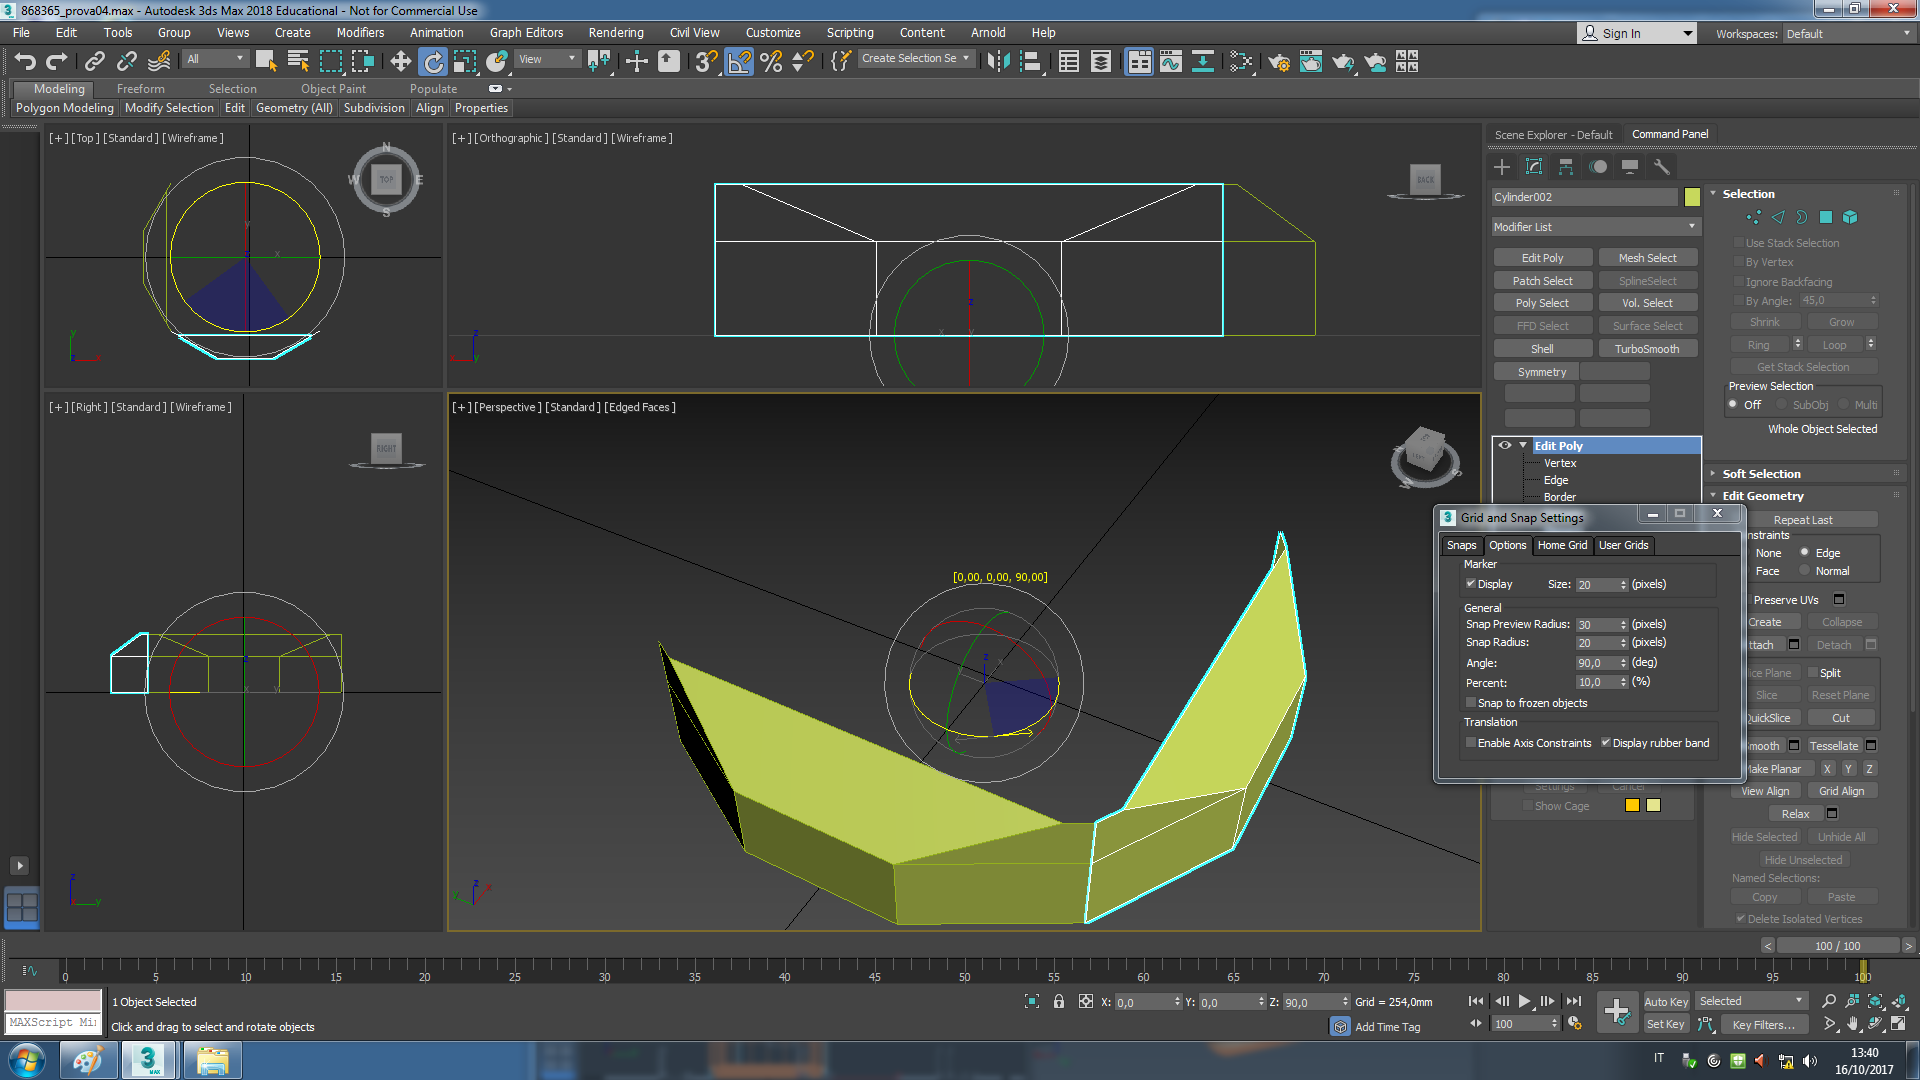 868365_prova04.max - Autodesk 3ds Max 2018 Educational - Not for Commercial Use
File Edit Tools Group Views Create Modifiers Animation Graph Editors Rendering Civil View Customize Scripting Content Arnold Help
Sign In Workspaces: Default
All View Create Selection Se
Modeling Freeform Selection Object Paint Populate
Polygon Modeling Modify Selection Edit Geometry (All) Subdivision Align Properties
[+] [Top ] [Standard ] [Wireframe ]
[+] [Orthographic ] [Standard ] [Wireframe ]
N
W TOP E
S
BACK
[+] [Right ] [Standard ] [Wireframe ]
RIGHT
[+] [Perspective ] [Standard ] [Edged Faces ]
[0,00, 0,00, 90,00]
Scene Explorer - Default Command Panel
Cylinder002
Modifier List
Edit Poly Mesh Select
Patch Select SplineSelect
Poly Select Vol. Select
FFD Select Surface Select
Shell TurboSmooth
Symmetry
Edit Poly
Vertex
Edge
Border
Selection
Use Stack Selection
By Vertex
Ignore Backfacing
By Angle: 45,0
Shrink Grow
Ring Loop
Get Stack Selection
Preview Selection
Off SubObj Multi
Whole Object Selected
Soft Selection
Edit Geometry
Repeat Last
nstraints
None Edge
Face Normal
Preserve UVs
Create Collapse
ttach Detach
lice Plane Split
Slice Reset Plane
QuickSlice Cut
mooth Tessellate
Make Planar X Y Z
View Align Grid Align
Relax
Hide Selected Unhide All
Hide Unselected
Named Selections:
Copy Paste
Delete Isolated Vertices
Grid and Snap Settings
Snaps Options Home Grid User Grids
Marker
Display Size: 20 (pixels)
General
Snap Preview Radius: 30 (pixels)
Snap Radius: 20 (pixels)
Angle: 90,0 (deg)
Percent: 10,0 (%)
Snap to frozen objects
Translation
Enable Axis Constraints Display rubber band
Settings Cancel
Show Cage
< 100 / 100 >
0 5 10 15 20 25 30 35 40 45 50 55 60 65 70 75 80 85 90 95 100
1 Object Selected
X: 0,0 Y: 0,0 Z: 90,0 Grid = 254,0mm
Auto Key Selected
MAXScript Mi
Click and drag to select and rotate objects
Add Time Tag
100
Set Key Key Filters...
IT
13:40
16/10/2017